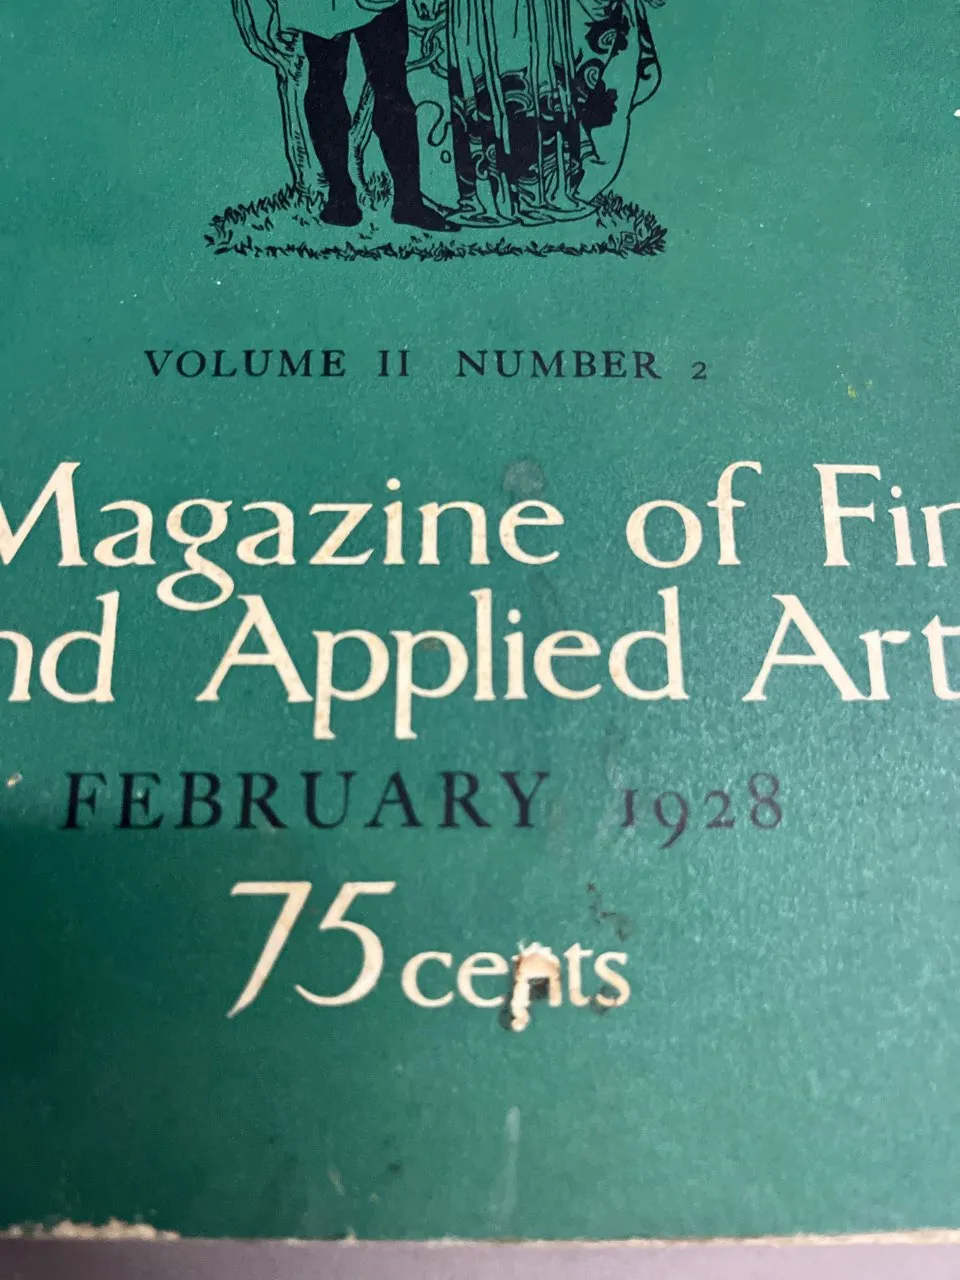 VOLUME II NUMBER 2
Magazine of Fin
nd Applied Art
FEBRUARY 1928
75 cents